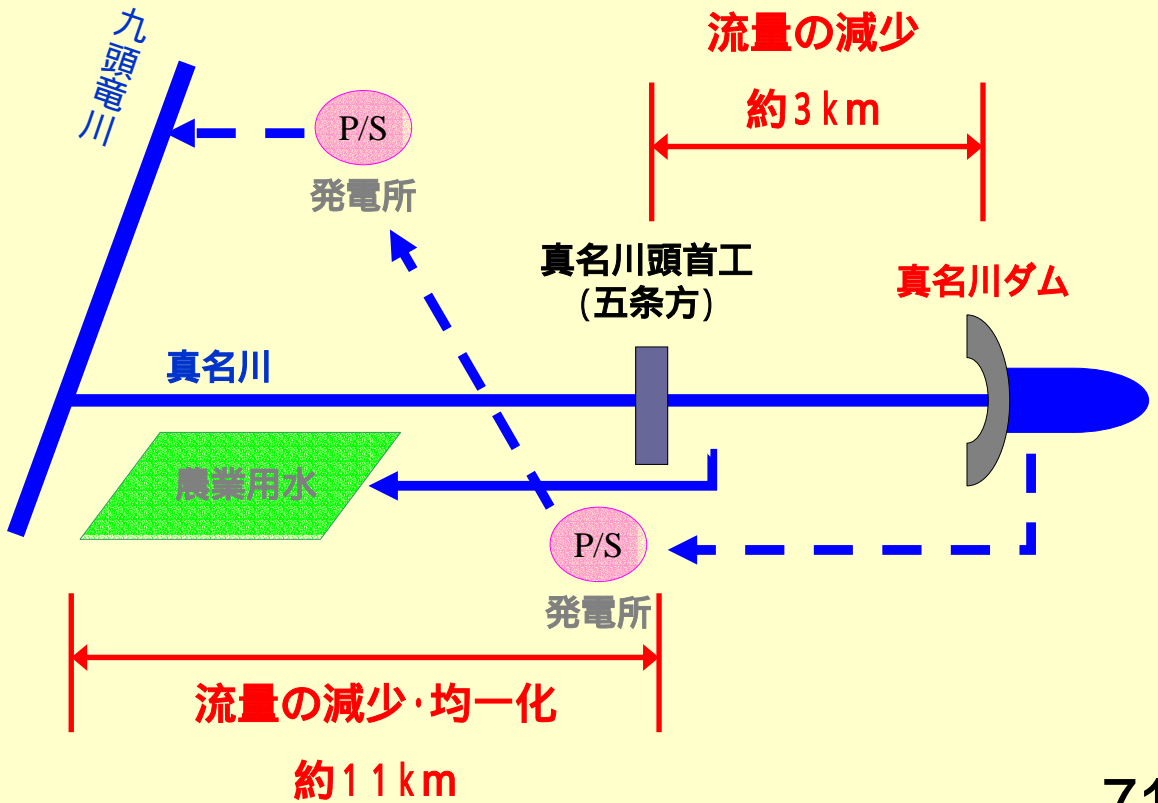 九頭竜川
流量の減少
約3km
P/S
発電所
真名川頭首工
(五条方)
真名川ダム
真名川
農業用水
P/S
発電所
流量の減少・均一化
約11km
71